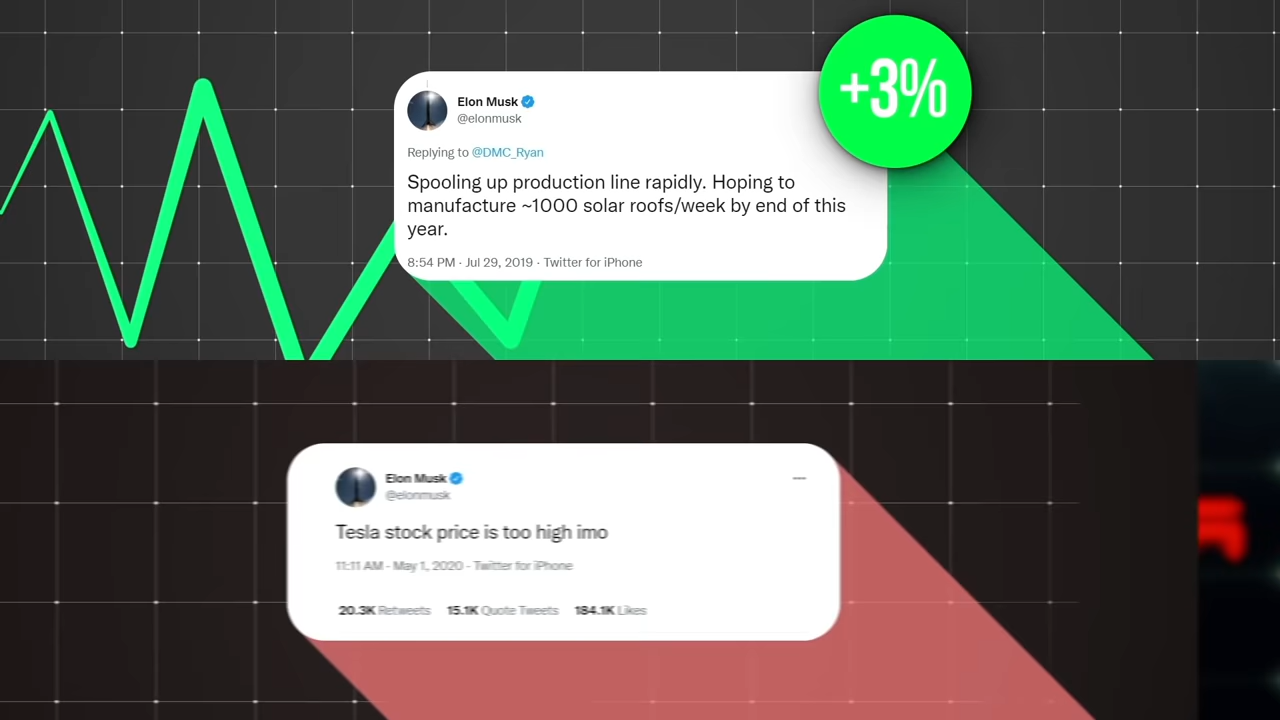 +3%
Elon Musk
@elonmusk
Replying to @DMC_Ryan
Spooling up production line rapidly. Hoping to
manufacture ~1000 solar roofs/week by end of this
year.
8:54 PM · Jul 29, 2019 · Twitter for iPhone
Elon Musk
@elonmusk
Tesla stock price is too high imo
11:11 AM · May 1, 2020 · Twitter for iPhone
20.3K Retweets 15.1K Quote Tweets 184.1K Likes